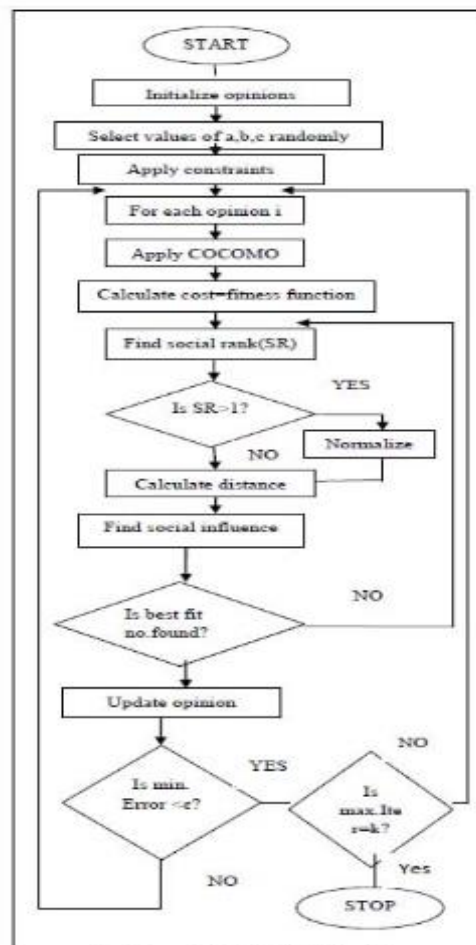 START
Initialize opinions
Select values of a,b,c randomly
Apply constraints
For each opinion i
Apply COCOMO
Calculate cost=fitness function
Find social rank(SR)
YES
Is SR>1?
Normalize
NO
Calculate distance
Find social influence
NO
Is best fit
no.found?
Update opinion
NO
YES
Is min.
Error <ε?
Is
max.Ite
r=k?
Yes
NO
STOP